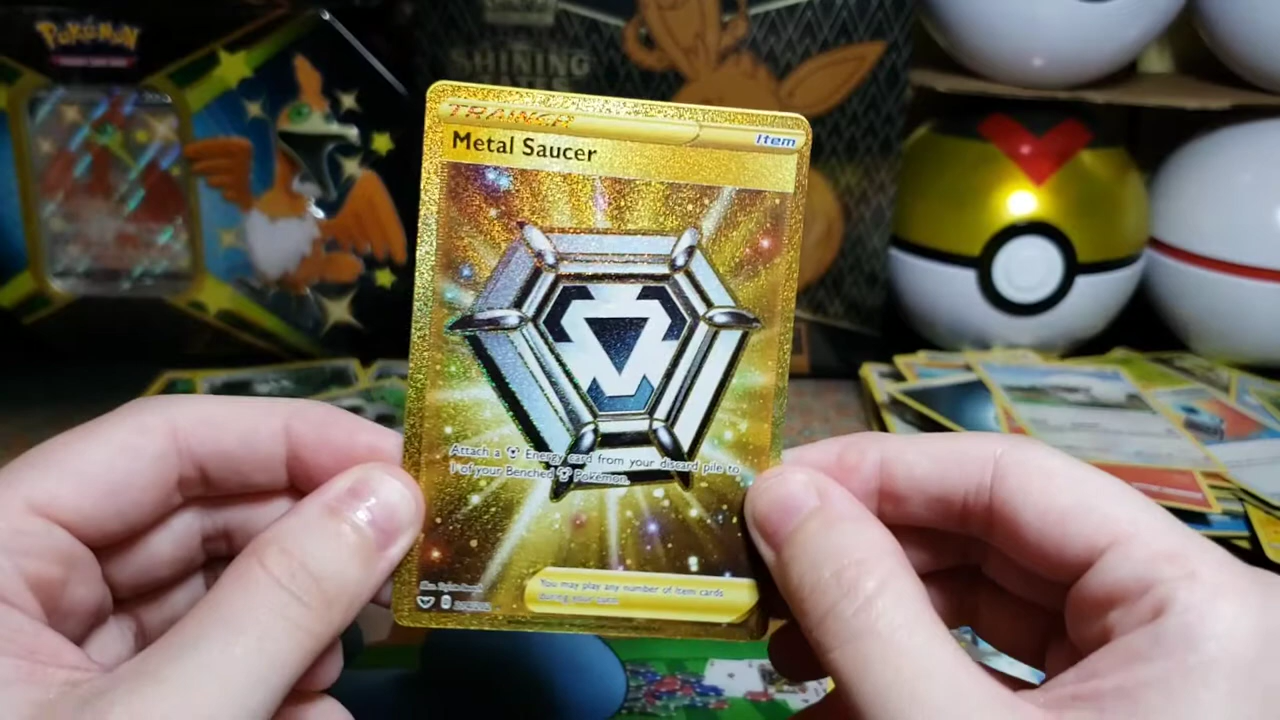 Pokémon
SHINING
TRAINER
Item
Metal Saucer
Attach a Energy card from your discard pile to
1 of your Benched Pokémon.
You may play any number of Item cards
during your turn.